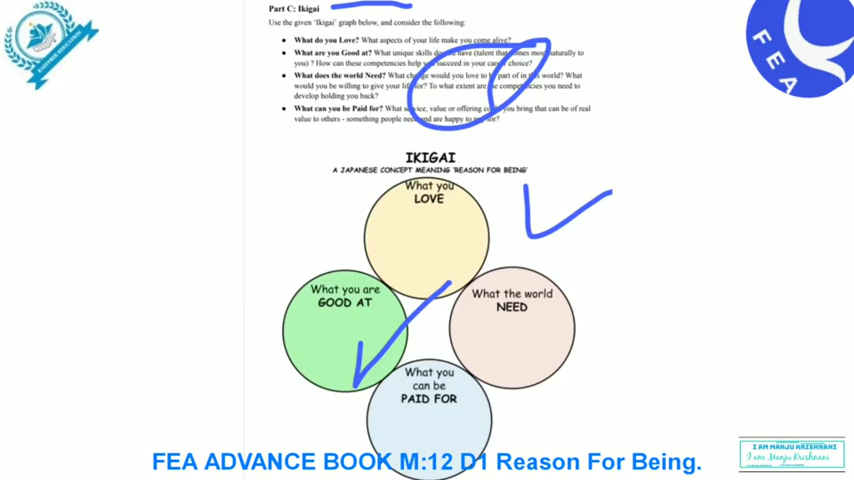 Part C: Ikigai
Use the given 'Ikigai' graph below, and consider the following:
What do you Love? What aspects of your life make you come alive?
What are you Good at? What unique skills do you have (talent that comes most naturally to
you) ? How can these competencies help you succeed in your career choice?
What does the world Need? What change would you love to be part of in this world? What
would you be willing to give your life for? To what extent are the competencies you need to
develop holding you back?
What can you be Paid for? What service, value or offering could you bring that can be of real
value to others - something people need and are happy to pay for?
FEA
IKIGAI
A JAPANESE CONCEPT MEANING 'REASON FOR BEING'
What you
LOVE
What you are
GOOD AT
What the world
NEED
What you
can be
PAID FOR
FEA ADVANCE BOOK M:12 D1 Reason For Being.
I AM MANJU KRISHNANI
I am Manju Krishnani